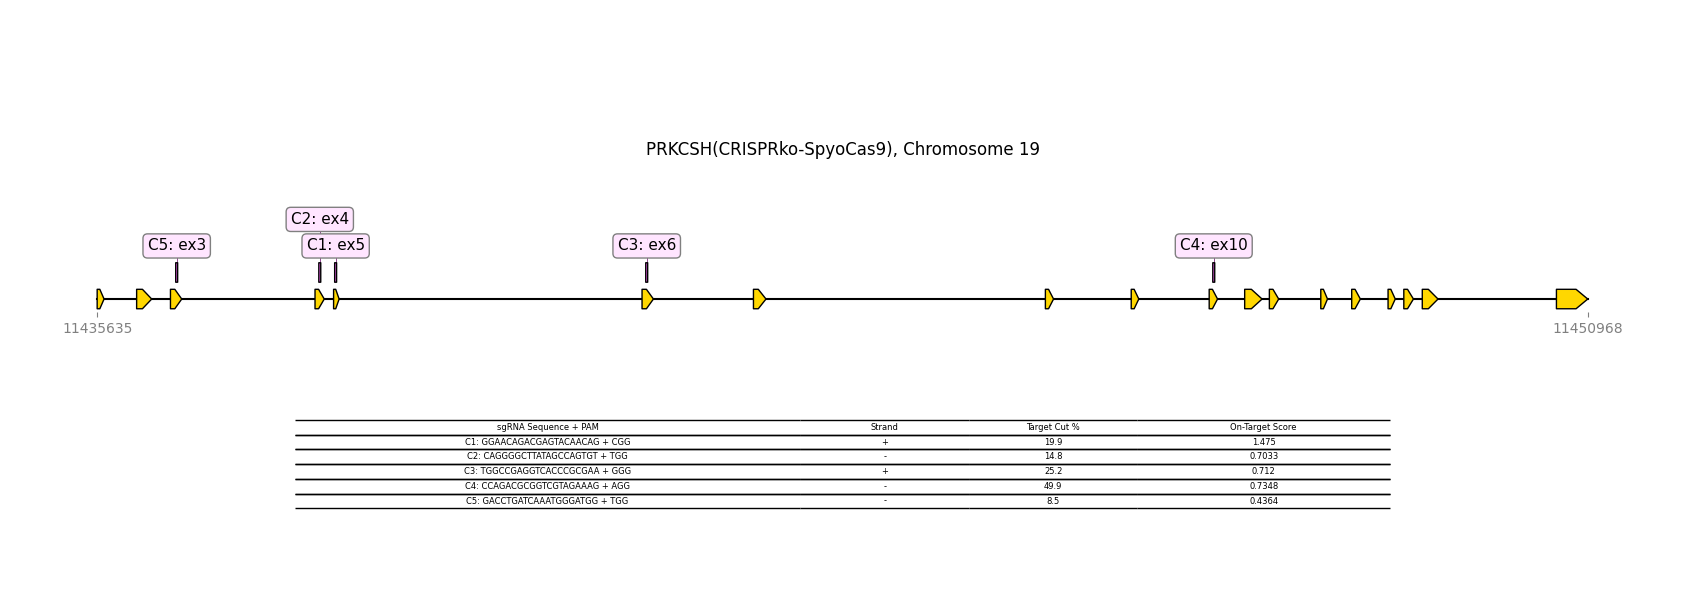 PRKCSH(CRISPRko-SpyoCas9), Chromosome 19
C2: ex4
C5: ex3 C1: ex5 C3: ex6 C4: ex10
11435635 11450968
sgRNA Sequence + PAM Strand Target Cut % On-Target Score
C1: GGAACAGACGAGTACAACAG + CGG + 19.9 1.475
C2: CAGGGGCTTATAGCCAGTGT + TGG - 14.8 0.7033
C3: TGGCCGAGGTCACCCGCGAA + GGG + 25.2 0.712
C4: CCAGACGCGGTCGTAGAAAG + AGG - 49.9 0.7348
C5: GACCTGATCAAATGGGATGG + TGG - 8.5 0.4364